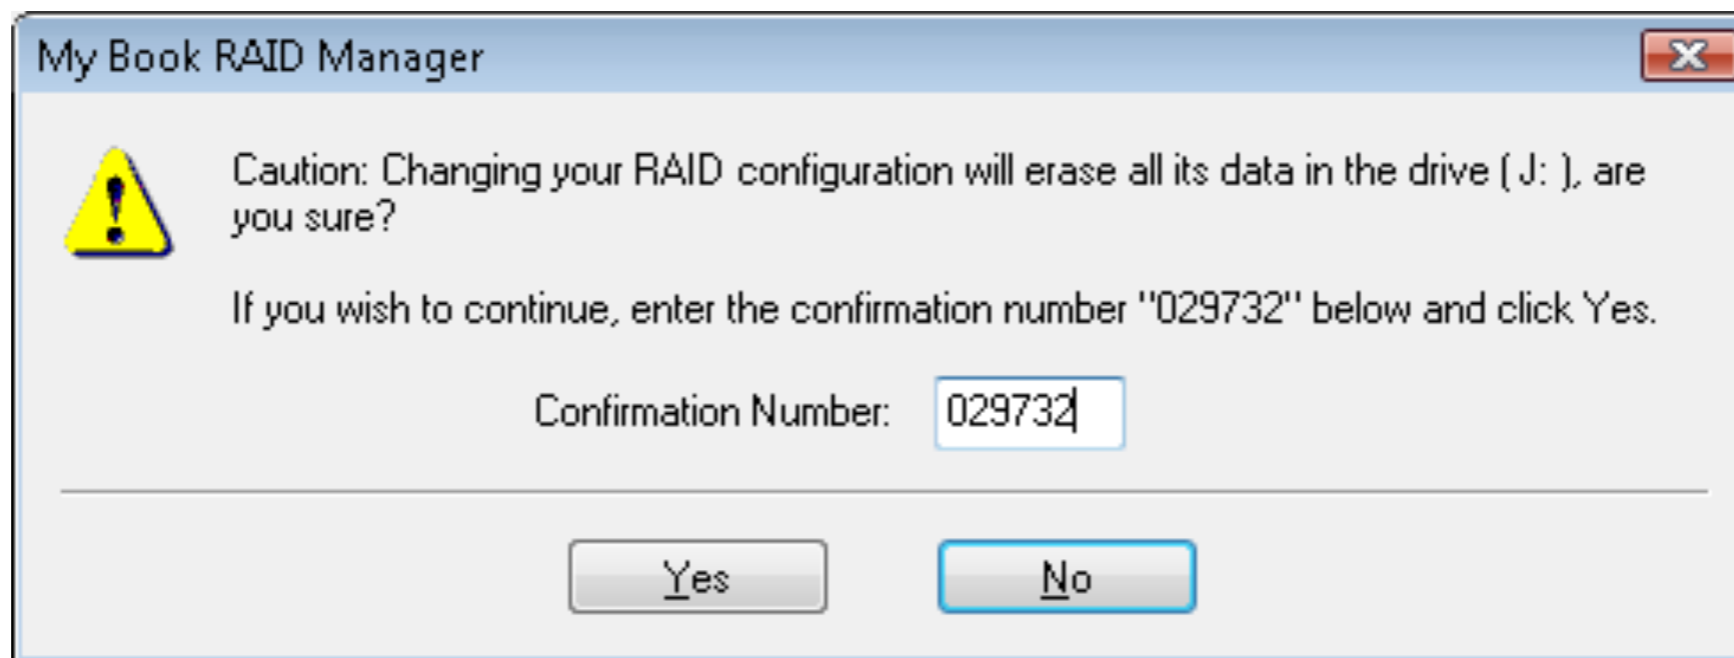 My Book RAID Manager
Caution: Changing your RAID configuration will erase all its data in the drive ( J: ), are
you sure?
If you wish to continue, enter the confirmation number "029732" below and click Yes.
Confirmation Number: 029732
Yes No